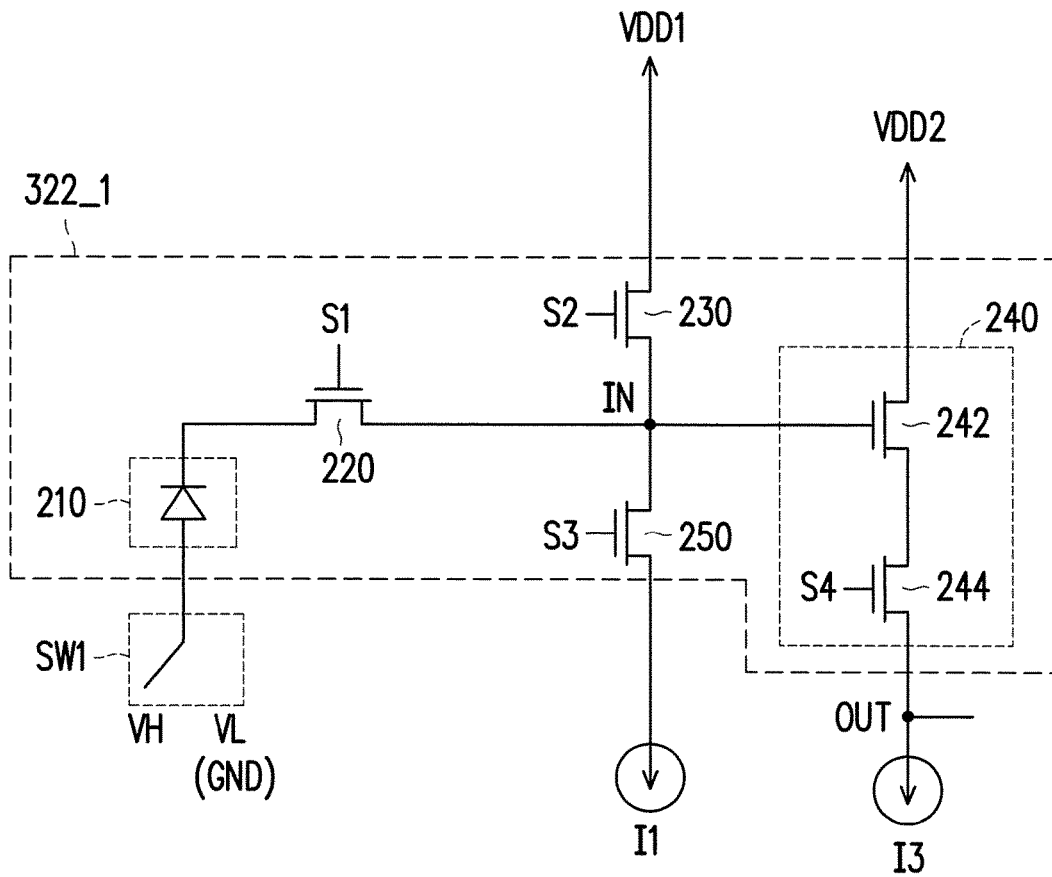 VDD1
VDD2
322_1
S2
230
240
S1
IN
242
220
210
S3
250
S4
244
SW1
VH
VL
OUT
(GND)
I1
I3